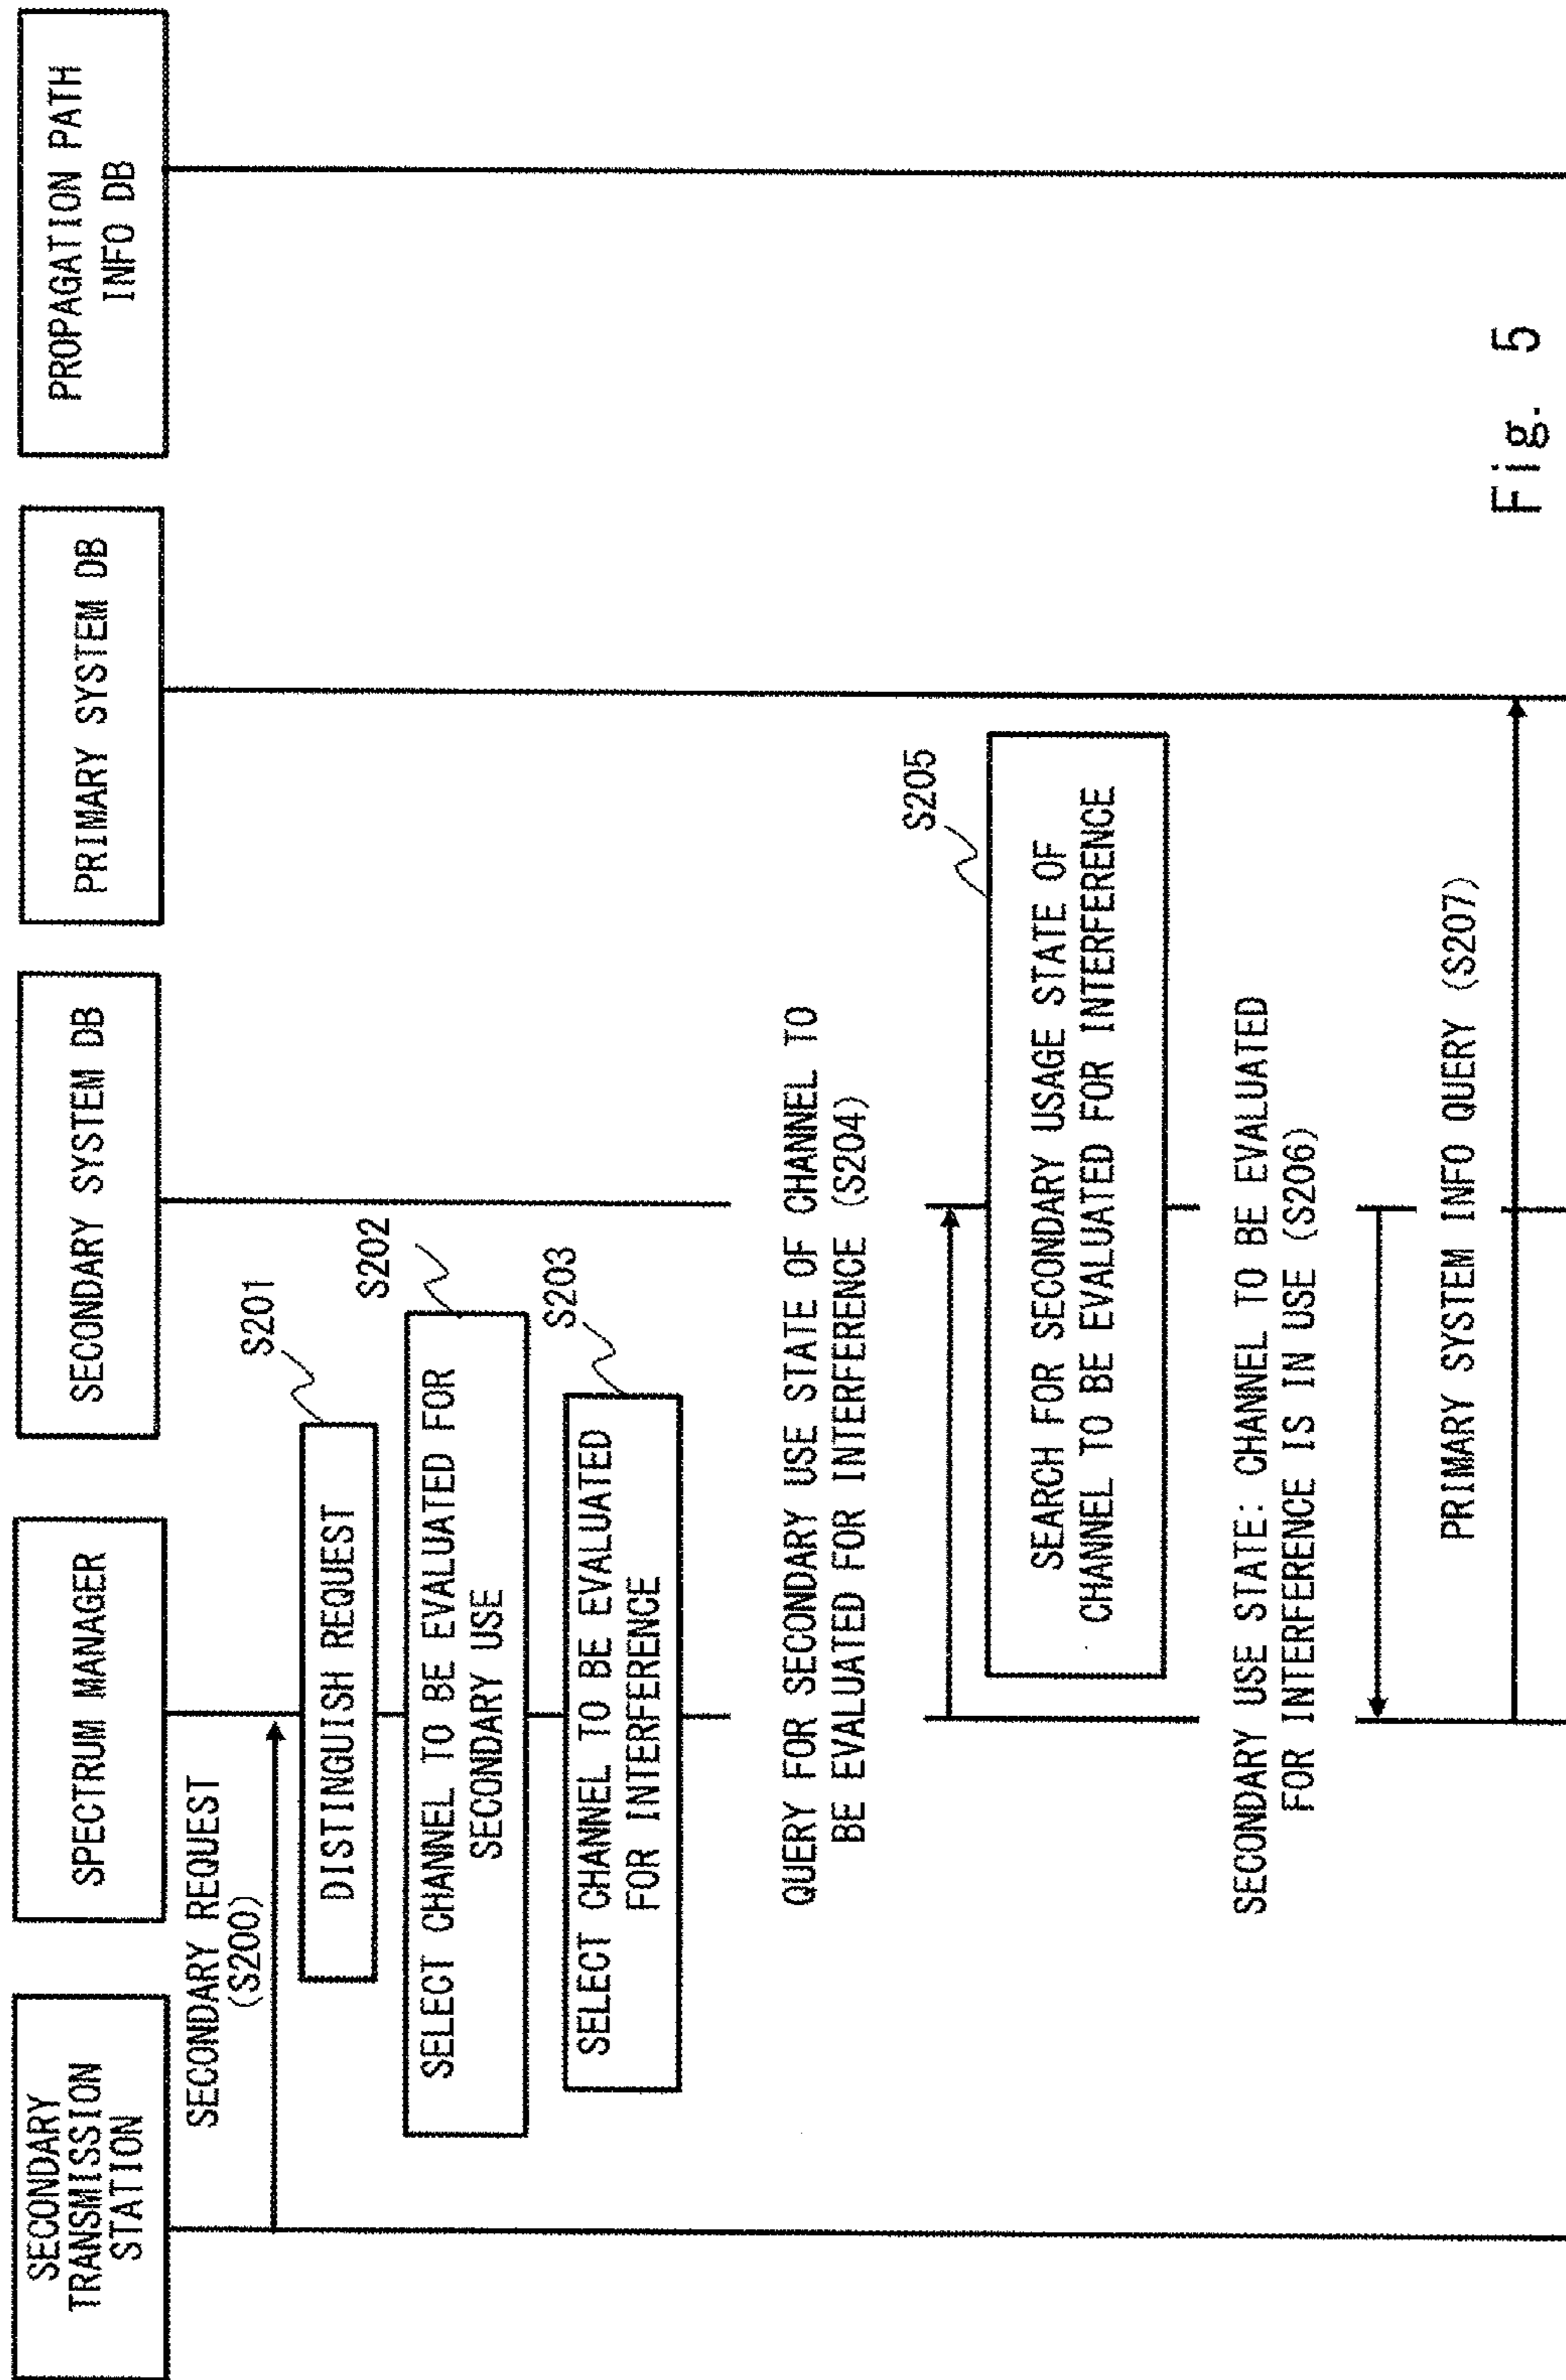 SECONDARY
TRANSMISSION
STATION
SPECTRUM MANAGER
SECONDARY SYSTEM DB
PRIMARY SYSTEM DB
PROPAGATION PATH
INFO DB
SECONDARY REQUEST
(S200)
S201
DISTINGUISH REQUEST
S202
SELECT CHANNEL TO BE EVALUATED FOR
SECONDARY USE
S203
SELECT CHANNEL TO BE EVALUATED
FOR INTERFERENCE
QUERY FOR SECONDARY USE STATE OF CHANNEL TO
BE EVALUATED FOR INTERFERENCE (S204)
S205
SEARCH FOR SECONDARY USAGE STATE OF
CHANNEL TO BE EVALUATED FOR INTERFERENCE
SECONDARY USE STATE: CHANNEL TO BE EVALUATED
FOR INTERFERENCE IS IN USE (S206)
PRIMARY SYSTEM INFO QUERY (S207)
Fig. 5